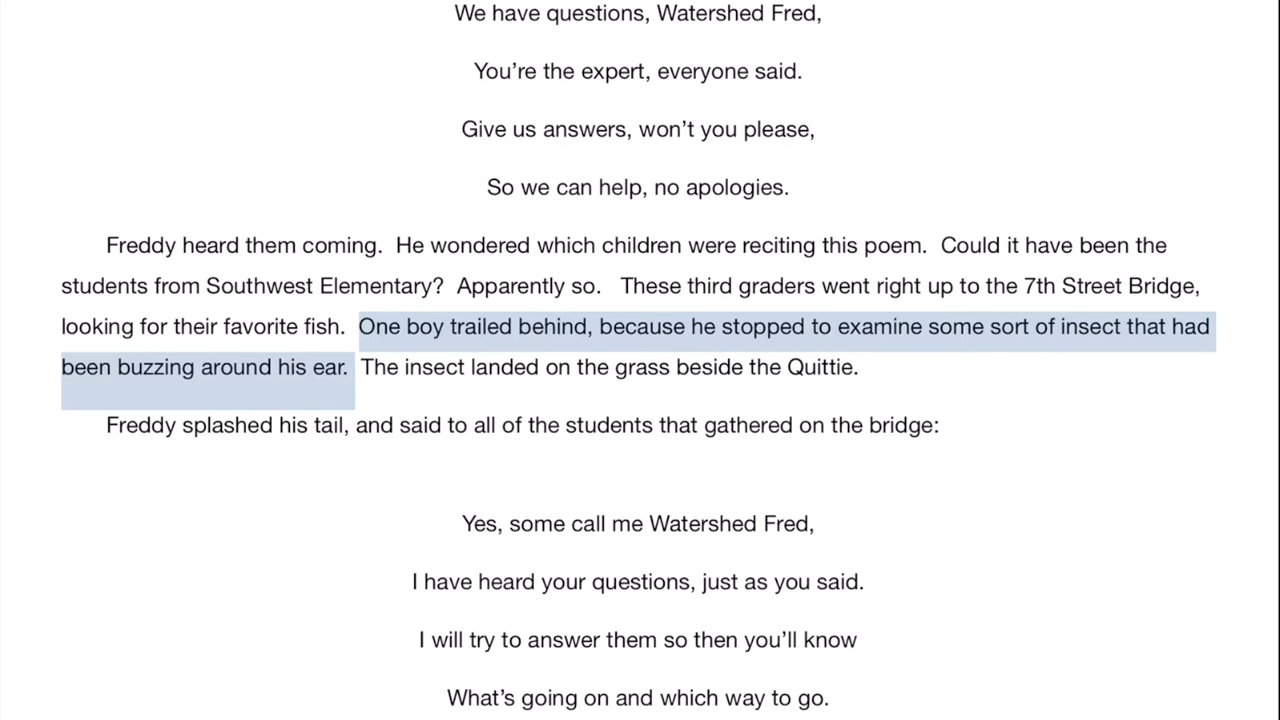 We have questions, Watershed Fred,
You’re the expert, everyone said.
Give us answers, won’t you please,
So we can help, no apologies.
Freddy heard them coming.  He wondered which children were reciting this poem.  Could it have been the
students from Southwest Elementary?  Apparently so.   These third graders went right up to the 7th Street Bridge,
looking for their favorite fish.  One boy trailed behind, because he stopped to examine some sort of insect that had
been buzzing around his ear.  The insect landed on the grass beside the Quittie.
Freddy splashed his tail, and said to all of the students that gathered on the bridge:
Yes, some call me Watershed Fred,
I have heard your questions, just as you said.
I will try to answer them so then you’ll know
What’s going on and which way to go.